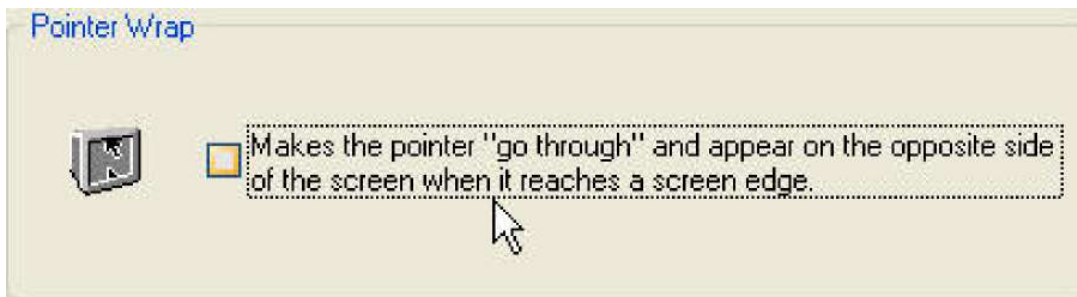 Pointer Wrap
Makes the pointer "go through" and appear on the opposite side
of the screen when it reaches a screen edge.